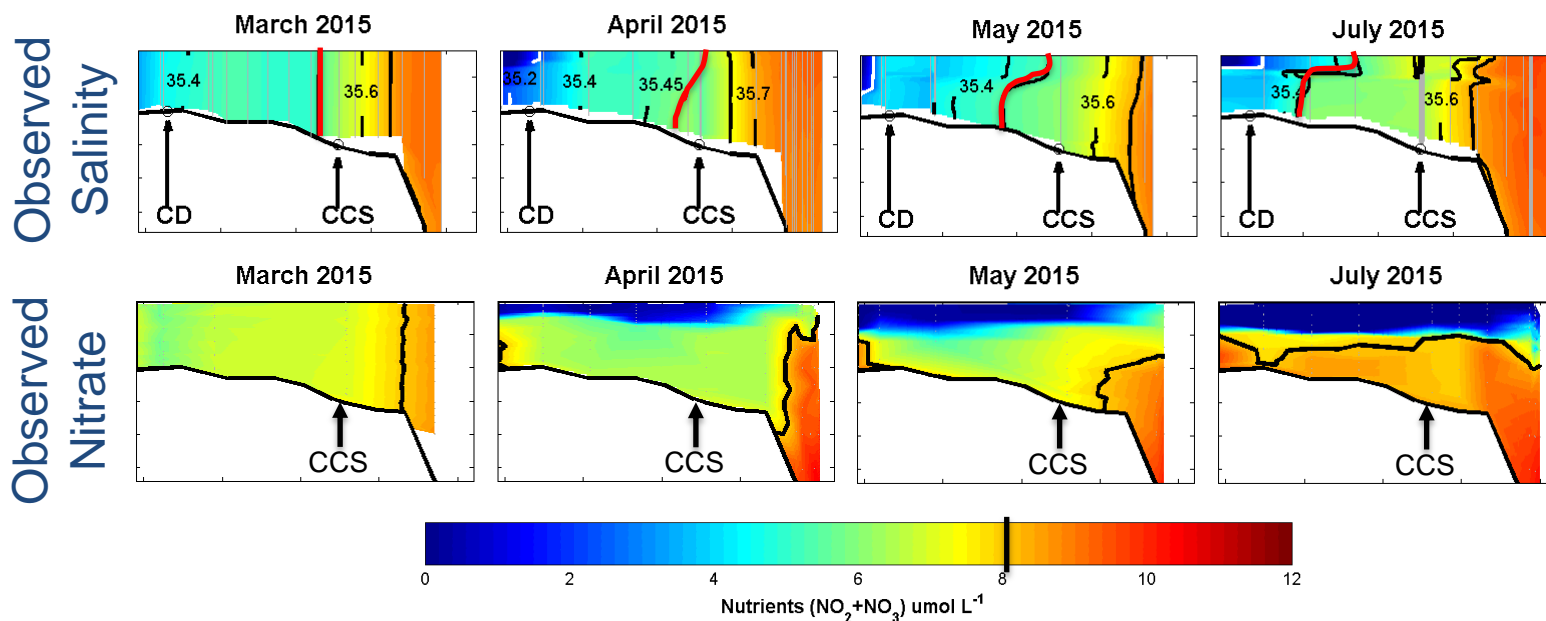 Observed
Salinity
March 2015
April 2015
May 2015
July 2015
35.4
35.6
35.2
35.4
35.45
35.7
35.4
35.6
35.6
CD
CCS
CD
CCS
CD
CCS
CD
CCS
Observed
Nitrate
March 2015
April 2015
May 2015
July 2015
CCS
CCS
CCS
CCS
0 2 4 6 8 10 12
Nutrients (NO2+NO3) umol L-1